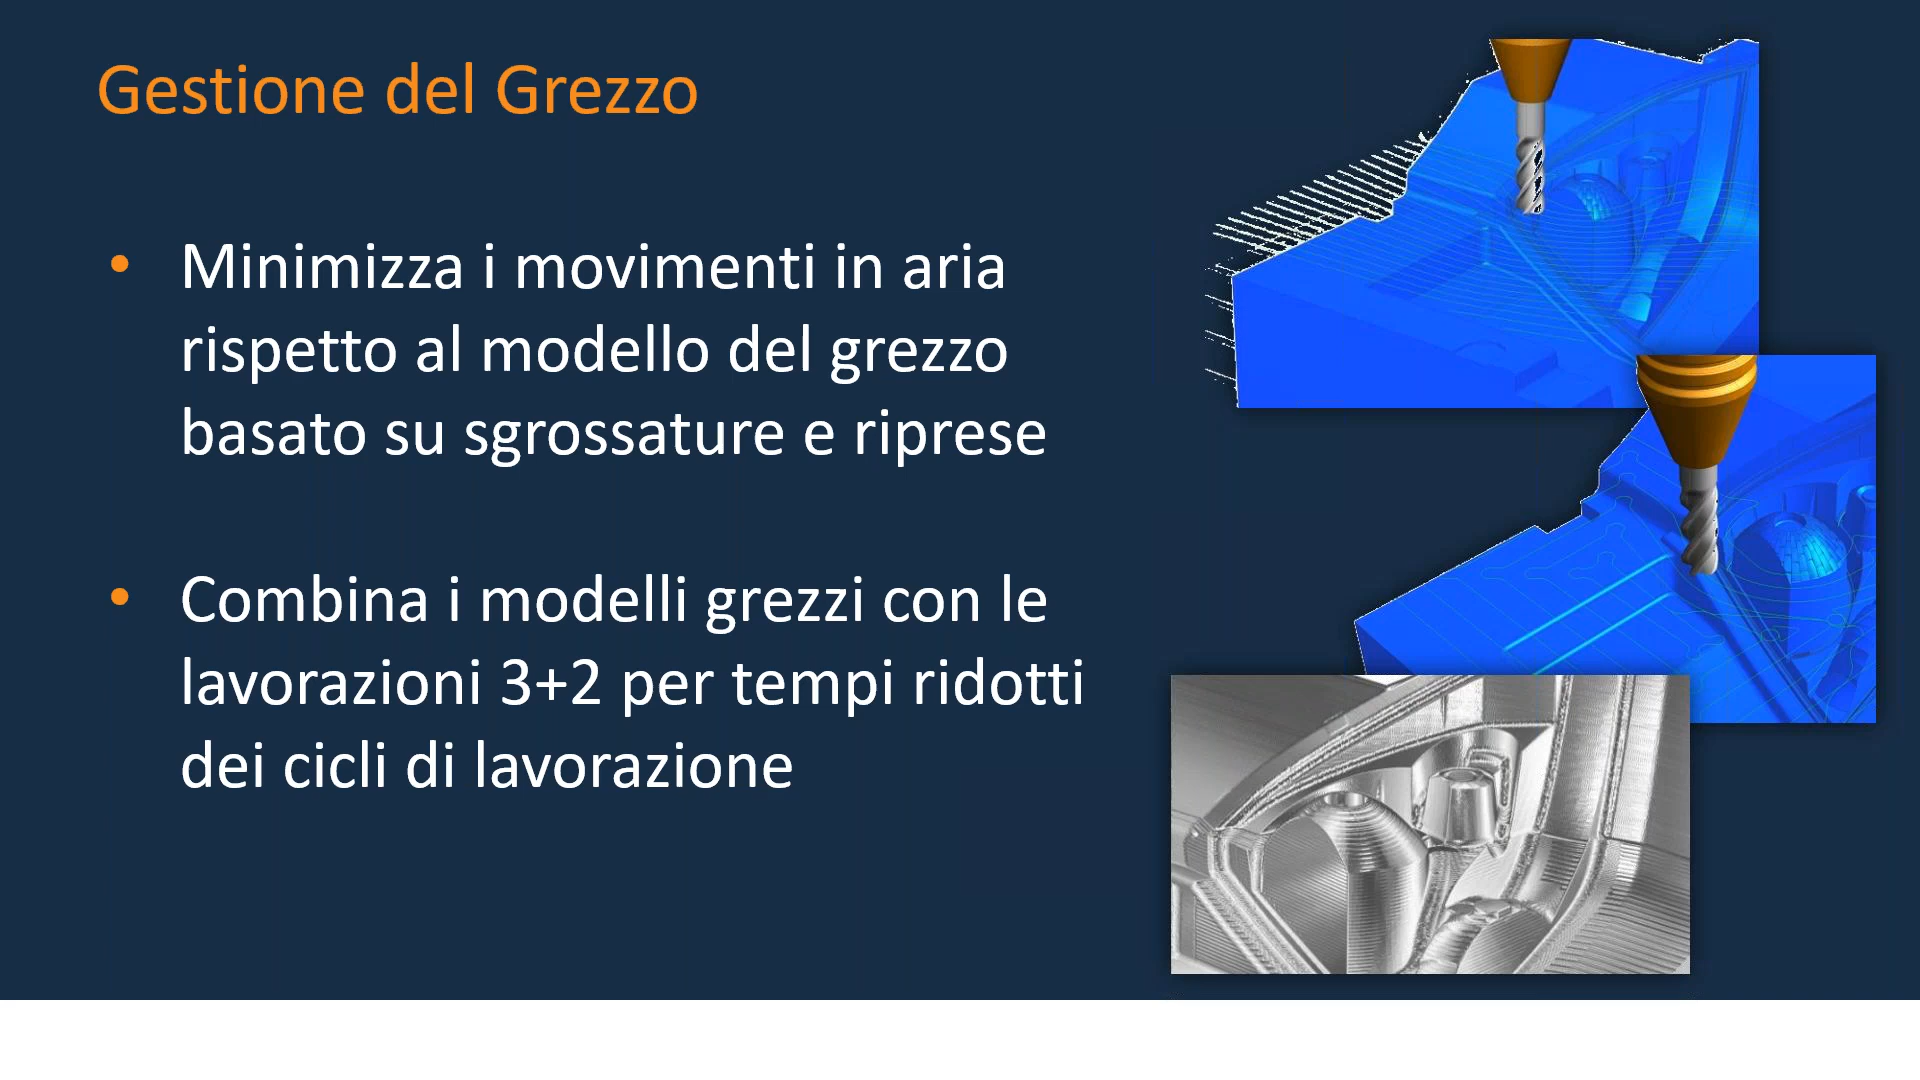 Gestione del Grezzo
• Minimizza i movimenti in aria
rispetto al modello del grezzo
basato su sgrossature e riprese
• Combina i modelli grezzi con le
lavorazioni 3+2 per tempi ridotti
dei cicli di lavorazione